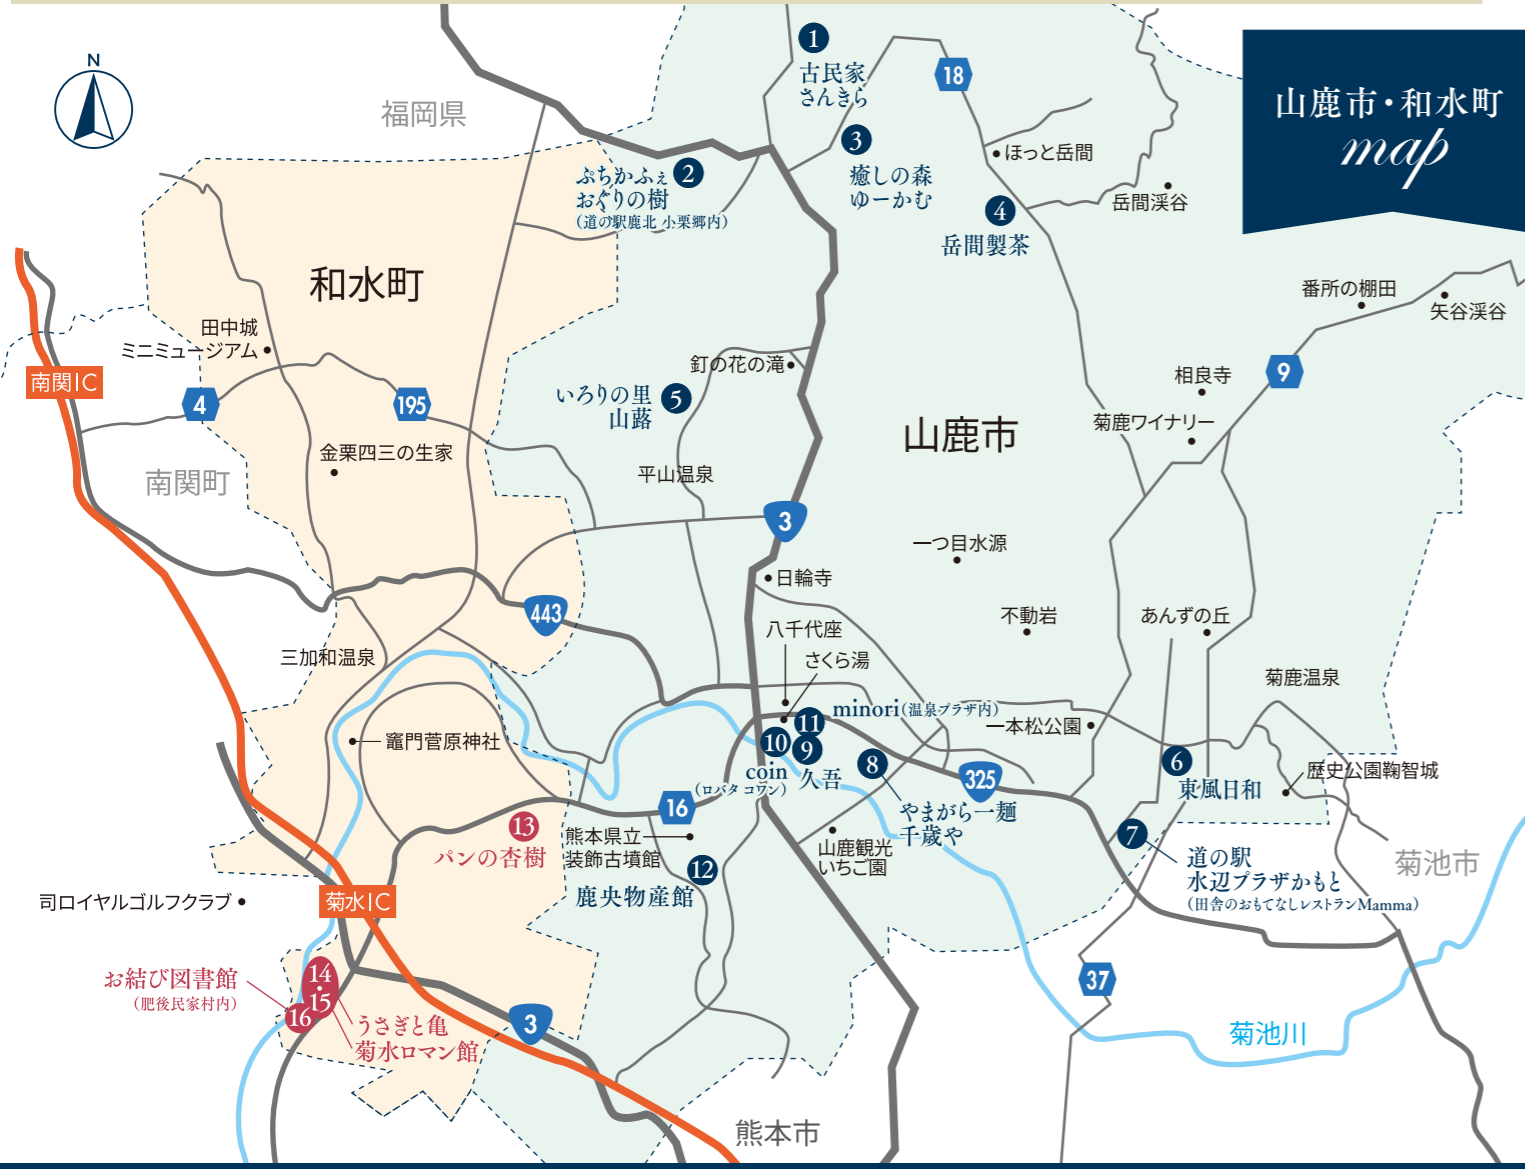 山鹿市・和水町
map
N
福岡県
1
古民家
さんきら
18
3
癒しの森
ゆーかむ
ほっと岳間
2
ぷちかふぇ
おぐりの樹
(道の駅鹿北 小栗郷内)
4
岳間製茶
岳間渓谷
和水町
番所の棚田
矢谷渓谷
田中城
ミニミュージアム
南関IC
4
195
釘の花の滝
5
いろりの里
山蕗
相良寺
9
菊鹿ワイナリー
山鹿市
金栗四三の生家
南関町
平山温泉
3
一つ目水源
日輪寺
443
不動岩
あんずの丘
八千代座
さくら湯
三加和温泉
菊鹿温泉
11
minori(温泉プラザ内)
一本松公園
竈門菅原神社
10
coin
(ロバタ コワン)
9
久吾
8
やまがら一麺
千歳や
325
6
東風日和
歴史公園鞠智城
16
13
パンの杏樹
熊本県立
装飾古墳館
山鹿観光
いちご園
7
道の駅
水辺プラザかもと
(田舎のおもてなしレストランMamma)
菊池市
12
鹿央物産館
司ロイヤルゴルフクラブ
菊水IC
お結び図書館
(肥後民家村内)
14
・
15
16
うさぎと亀
菊水ロマン館
3
37
菊池川
熊本市